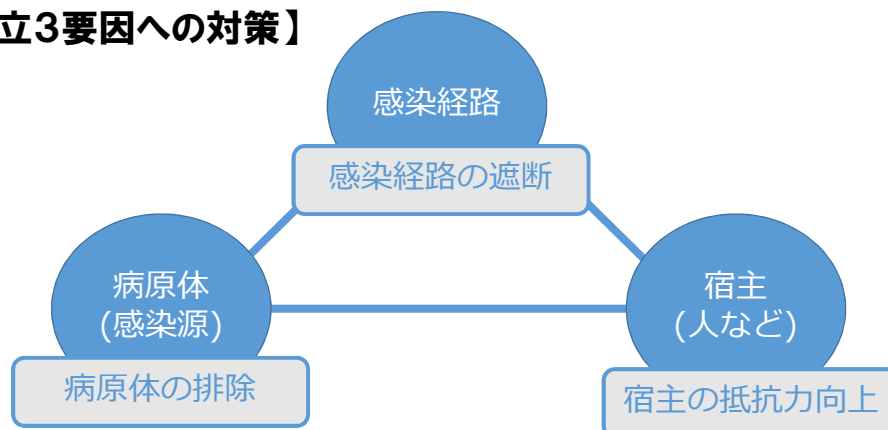 立3要因への対策】
感染経路
感染経路の遮断
病原体
(感染源)
病原体の排除
宿主
(人など)
宿主の抵抗力向上